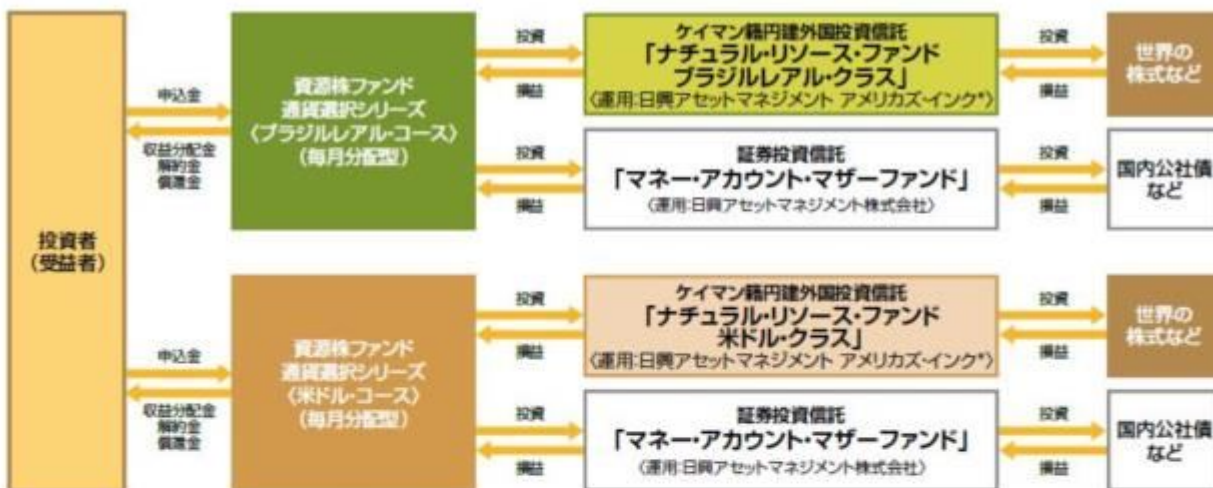 投資者
(受益者)
申込金
収益分配金
解約金
償還金
資源株ファンド
通貨選択シリーズ
〈ブラジルレアル・コース〉
(毎月分配型)
投資
損益
ケイマン籍円建外国投資信託
「ナチュラル・リソース・ファンド
ブラジルレアル・クラス」
〈運用:日興アセットマネジメント アメリカズ・インク*〉
投資
損益
世界の
株式など
投資
損益
証券投資信託
「マネー・アカウント・マザーファンド」
〈運用:日興アセットマネジメント株式会社〉
投資
損益
国内公社債
など
申込金
収益分配金
解約金
償還金
資源株ファンド
通貨選択シリーズ
〈米ドル・コース〉
(毎月分配型)
投資
損益
ケイマン籍円建外国投資信託
「ナチュラル・リソース・ファンド
米ドル・クラス」
〈運用:日興アセットマネジメント アメリカズ・インク*〉
投資
損益
世界の
株式など
投資
損益
証券投資信託
「マネー・アカウント・マザーファンド」
〈運用:日興アセットマネジメント株式会社〉
投資
損益
国内公社債
など